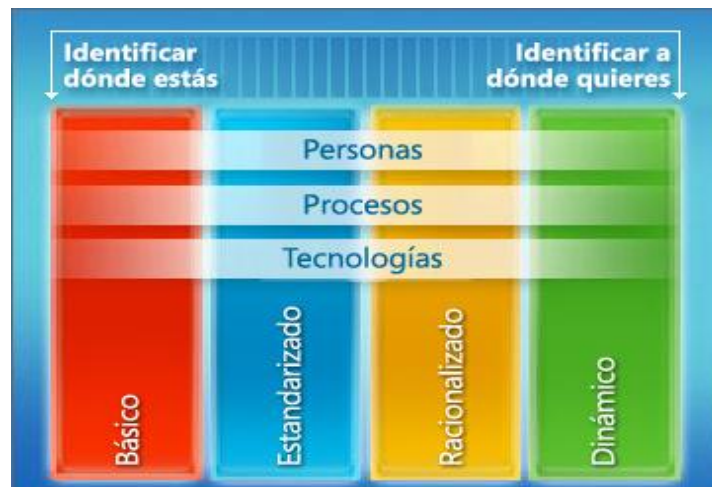 Identificar
dónde estás
Identificar a
dónde quieres
Personas
Procesos
Tecnologías
Básico
Estandarizado
Racionalizado
Dinámico